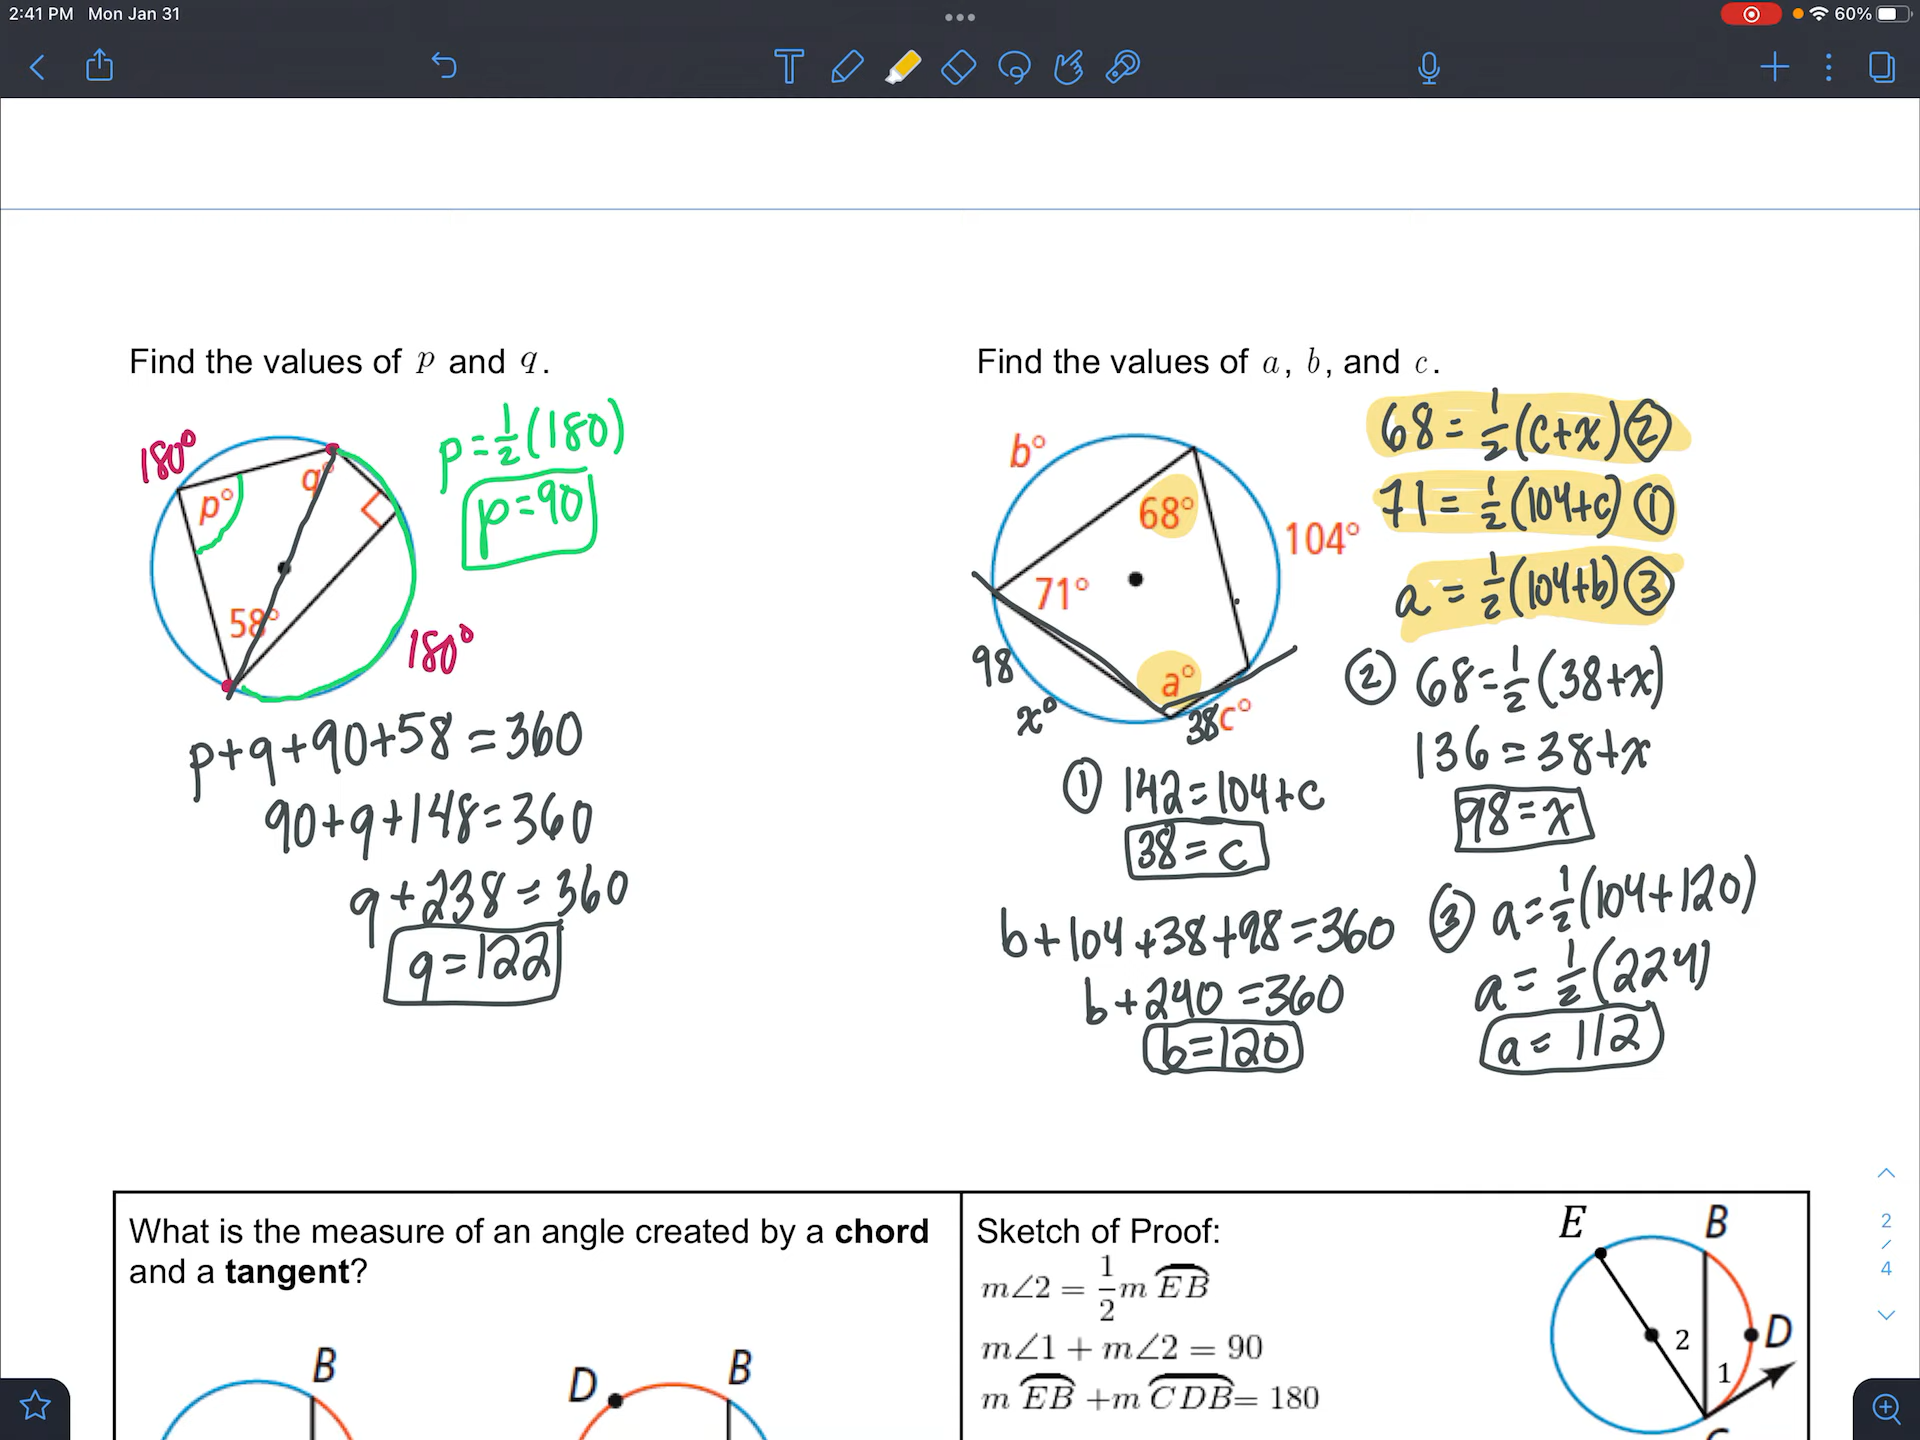 2:41 PM Mon Jan 31
60%
Find the values of p and q.
180°
p°
q°
58°
180°
p = 1/2 (180)
p = 90
p + q + 90 + 58 = 360
90 + q + 148 = 360
q + 238 = 360
q = 122
Find the values of a, b, and c.
b°
68°
104°
71°
98
a°
x°
38
c°
68 = 1/2 (c + x) ②
71 = 1/2 (104 + c) ①
a = 1/2 (104 + b) ③
① 142 = 104 + c
38 = c
② 68 = 1/2 (38 + x)
136 = 38 + x
98 = x
b + 104 + 38 + 98 = 360
b + 240 = 360
b = 120
③ a = 1/2 (104 + 120)
a = 1/2 (224)
a = 112
What is the measure of an angle created by a chord
and a tangent?
B
D
B
Sketch of Proof:
m∠2 = 1/2 m EB
m∠1 + m∠2 = 90
m EB + m CDB = 180
E
B
D
2
1
2
/
4